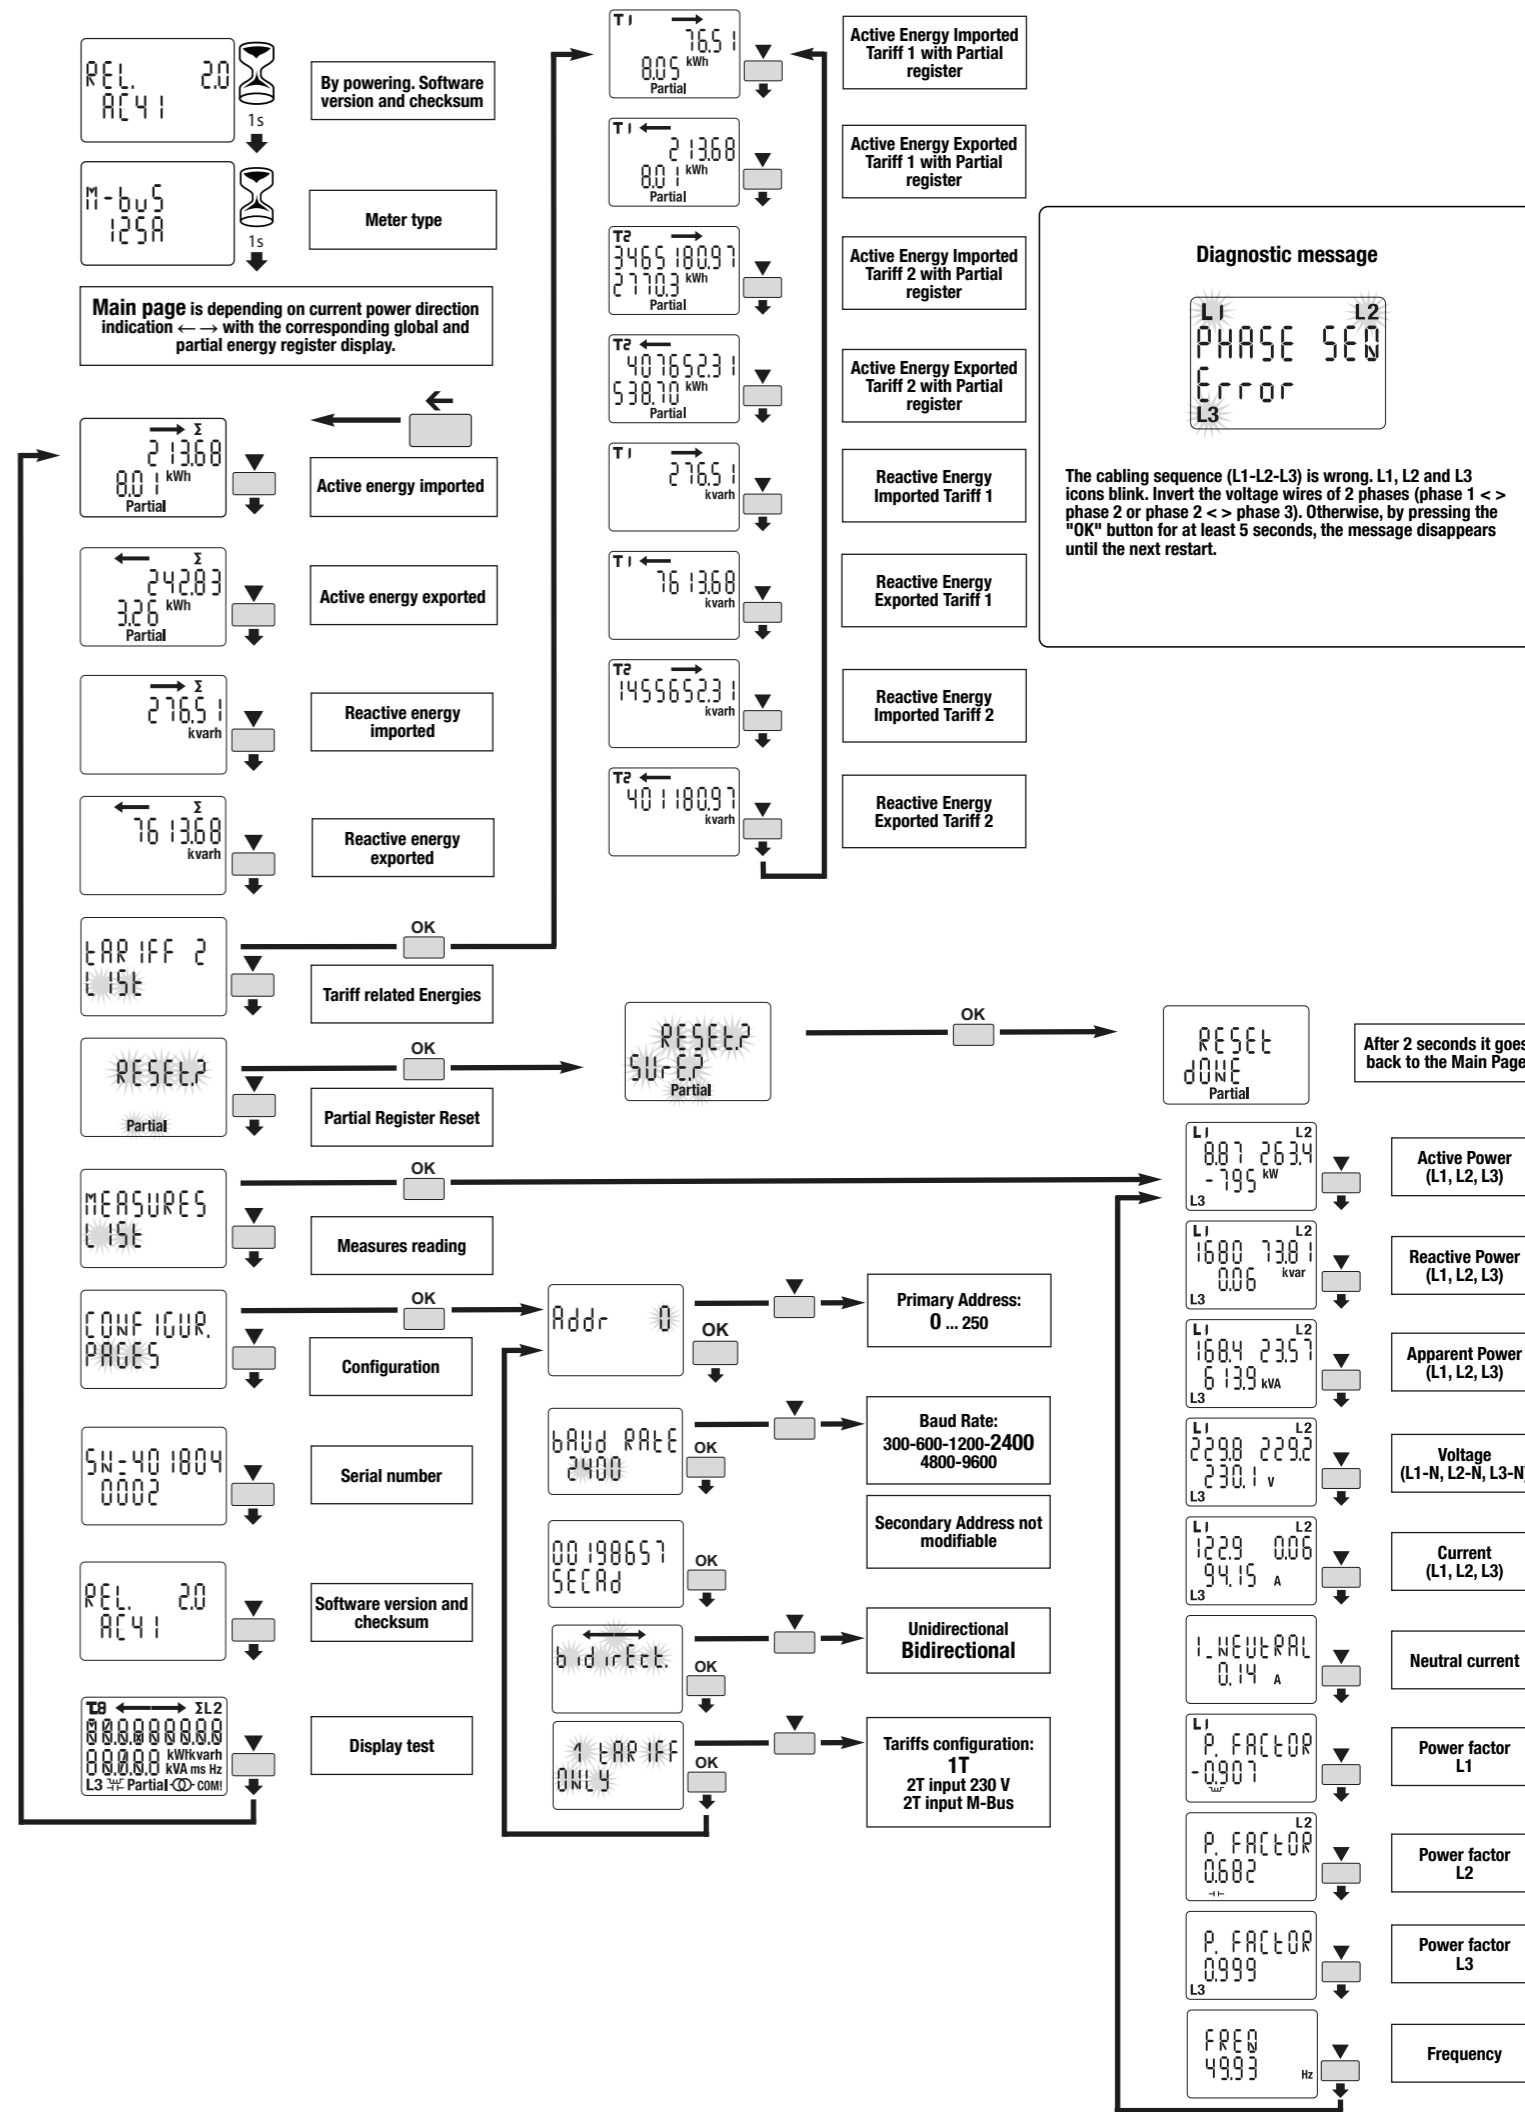 REL. 2.0
AC41
1s
By powering. Software
version and checksum
M-buS
125A
1s
Meter type
Main page is depending on current power direction
indication ← → with the corresponding global and
partial energy register display.
→ Σ
213.68
8.01 kWh
Partial
←
Active energy imported
← Σ
242.83
3.26 kWh
Partial
Active energy exported
→ Σ
276.51
kvarh
Reactive energy
imported
← Σ
7613.68
kvarh
Reactive energy
exported
tARIFF 2
LISt
OK
Tariff related Energies
RESEt.?
Partial
OK
Partial Register Reset
RESEt.?
SUrE.?
Partial
OK
RESEt
dONE
Partial
After 2 seconds it goes
back to the Main Page
MEASURES
LISt
OK
Measures reading
CONFIGUR.
PAGES
OK
Configuration
SN-401804
0002
Serial number
REL. 2.0
AC41
Software version and
checksum
ΣL2
kWh kvarh
kVA ms Hz
L3 Partial COM!
Display test
T1 →
76.51
8.05 kWh
Partial
Active Energy Imported
Tariff 1 with Partial
register
T1 ←
213.68
8.01 kWh
Partial
Active Energy Exported
Tariff 1 with Partial
register
T2 →
3465180.97
2770.3 kWh
Partial
Active Energy Imported
Tariff 2 with Partial
register
T2 ←
407652.31
538.70 kWh
Partial
Active Energy Exported
Tariff 2 with Partial
register
T1 →
276.51
kvarh
Reactive Energy
Imported Tariff 1
T1 ←
7613.68
kvarh
Reactive Energy
Exported Tariff 1
T2 →
1455652.31
kvarh
Reactive Energy
Imported Tariff 2
T2 ←
401180.97
kvarh
Reactive Energy
Exported Tariff 2
Diagnostic message
L1 L2
PHASE SEQ
Error
L3
The cabling sequence (L1-L2-L3) is wrong. L1, L2 and L3
icons blink. Invert the voltage wires of 2 phases (phase 1 < >
phase 2 or phase 2 < > phase 3). Otherwise, by pressing the
"OK" button for at least 5 seconds, the message disappears
until the next restart.
Addr 0
OK
Primary Address:
0 ... 250
bAUd RAtE
2400
OK
Baud Rate:
300-600-1200-2400
4800-9600
00198657
SECAd
OK
Secondary Address not
modifiable
bidirEct.
OK
Unidirectional
Bidirectional
1 tARIFF
ONLY
OK
Tariffs configuration:
1T
2T input 230 V
2T input M-Bus
L1 L2
8.87 263.4
-795 kW
L3
Active Power
(L1, L2, L3)
L1 L2
1680 73.81
0.06 kvar
L3
Reactive Power
(L1, L2, L3)
L1 L2
168.4 23.57
613.9 kVA
L3
Apparent Power
(L1, L2, L3)
L1 L2
229.8 229.2
230.1 V
L3
Voltage
(L1-N, L2-N, L3-N)
L1 L2
122.9 0.06
94.15 A
L3
Current
(L1, L2, L3)
I_NEUtRAL
0.14 A
Neutral current
L1
P. FACtOR
-0.907
Power factor
L1
L2
P. FACtOR
0.682
Power factor
L2
P. FACtOR
0.999
L3
Power factor
L3
FREQ
49.93 Hz
Frequency